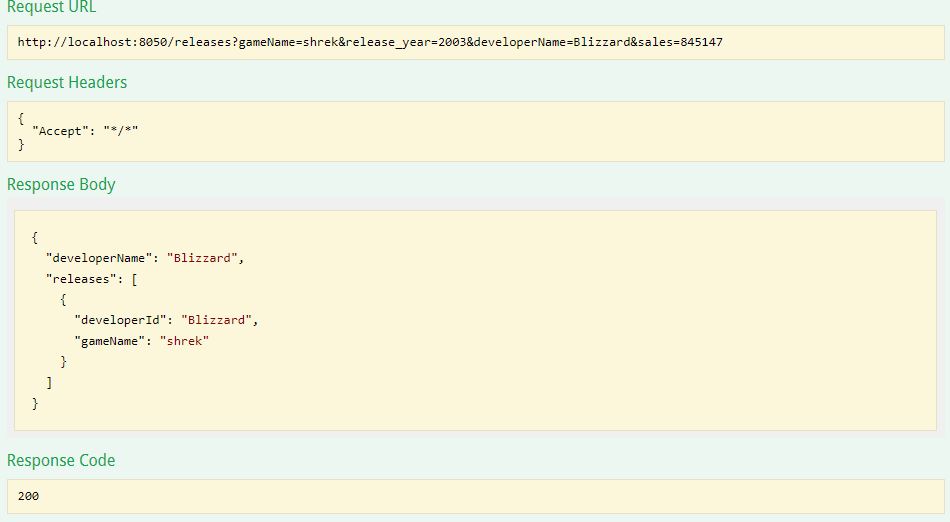 Request URL
http://localhost:8050/releases?gameName=shrek&release_year=2003&developerName=Blizzard&sales=845147
Request Headers
{
  "Accept": "*/*"
}
Response Body
{
  "developerName": "Blizzard",
  "releases": [
    {
      "developerId": "Blizzard",
      "gameName": "shrek"
    }
  ]
}
Response Code
200